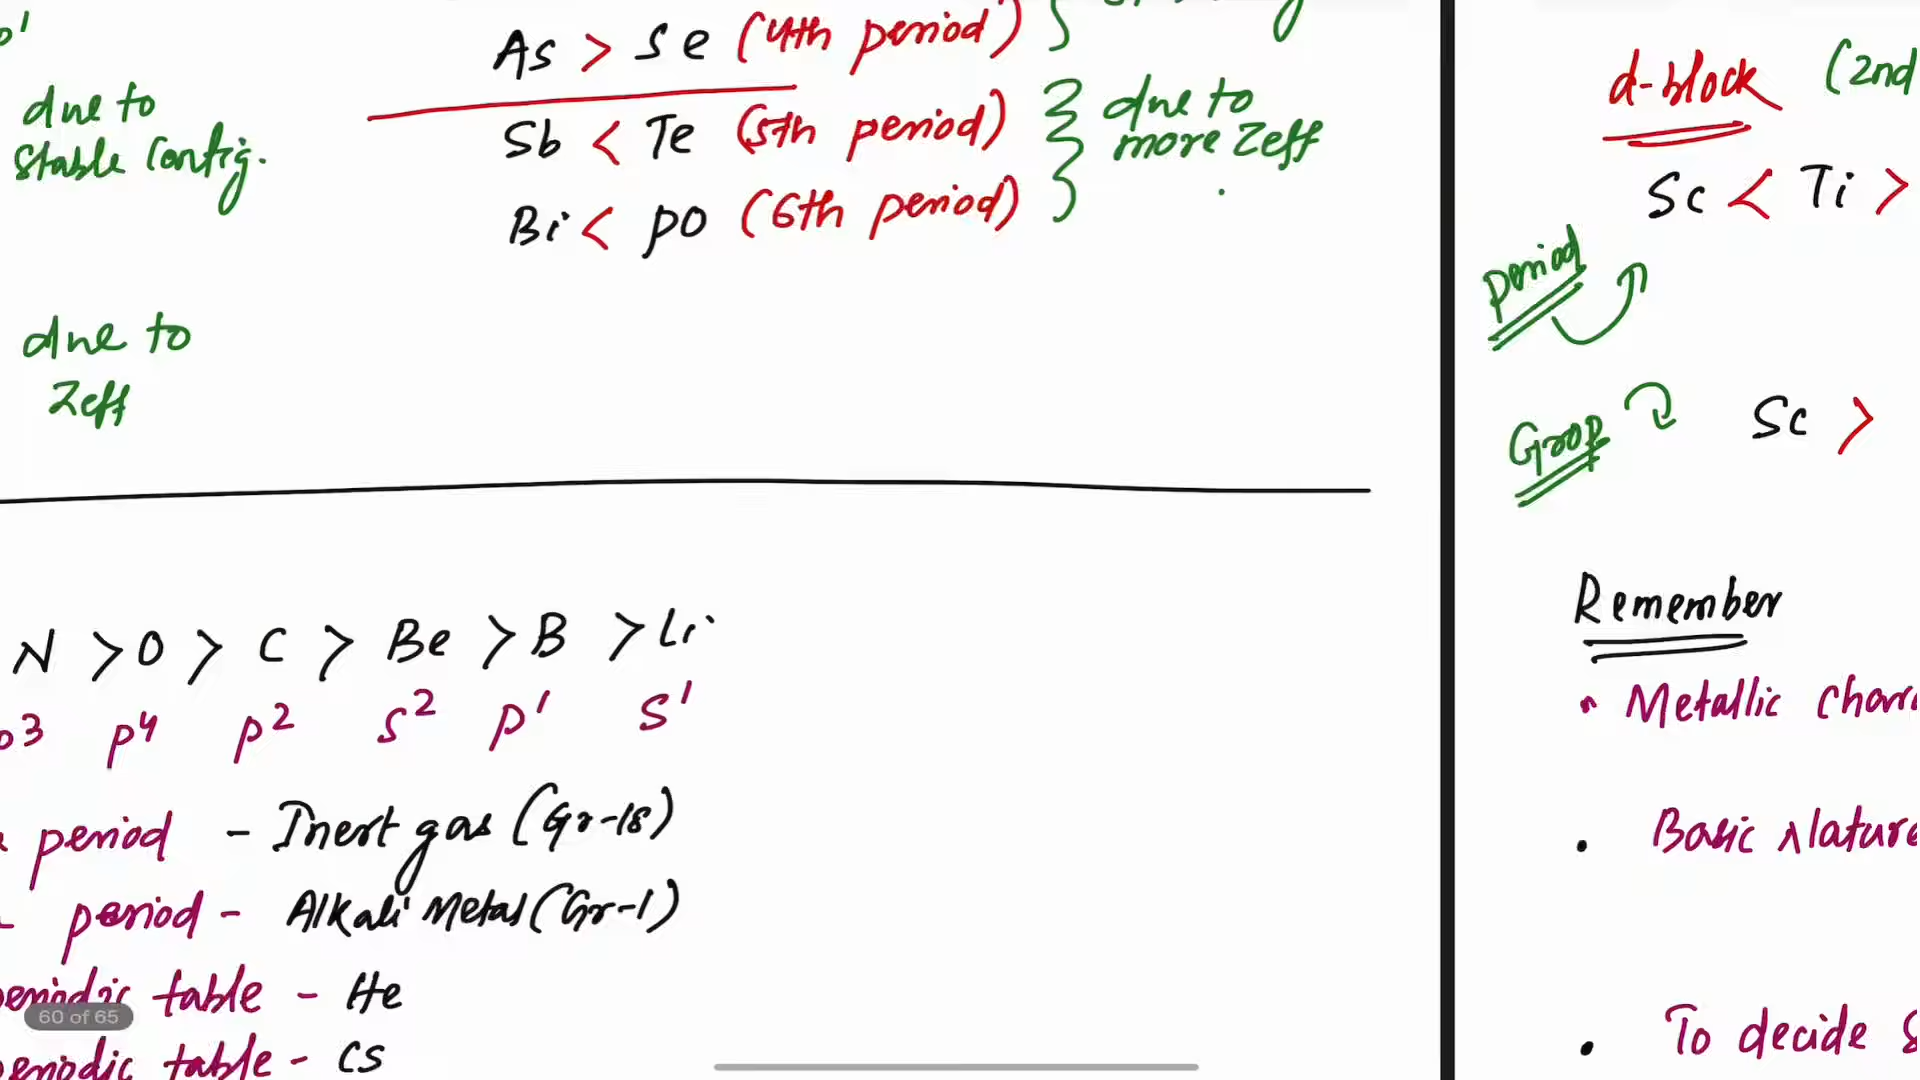 due to
Stable Config.
due to
Zeff
As > Se (4th period)
Sb < Te (5th period)
Bi < po (6th period)
due to
more Zeff
N > O > C > Be > B > Li
p3 p4 p2 s2 p1 s1
period - Inert gas (Gr-18)
period - Alkali Metal (Gr-1)
periodic table - He
periodic table - Cs
60 of 65
d-block (2nd
Sc < Ti >
period
Grop Sc >
Remember
• Metallic
• Basic Nature
• To decide